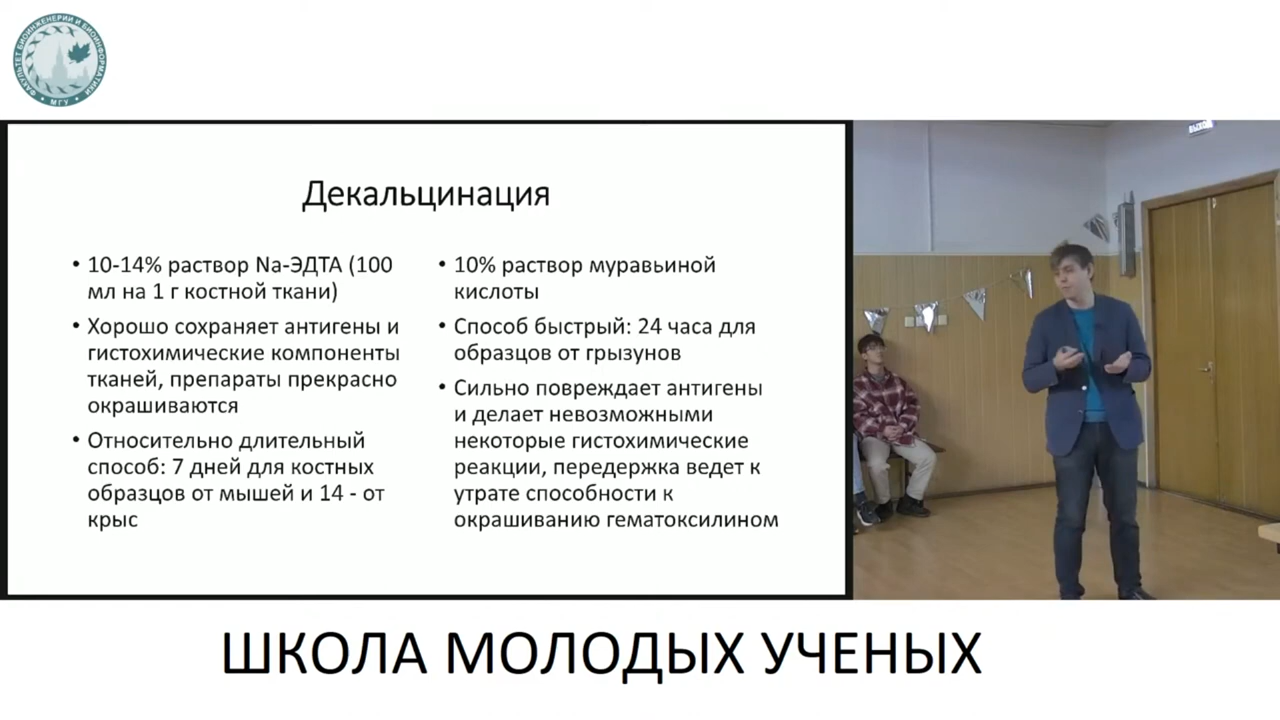 ФАКУЛЬТЕТ БИОИНЖЕНЕРИИ И БИОИНФОРМАТИКИ
МГУ
Декальцинация
• 10-14% раствор Na-ЭДТА (100
мл на 1 г костной ткани)
• Хорошо сохраняет антигены и
гистохимические компоненты
тканей, препараты прекрасно
окрашиваются
• Относительно длительный
способ: 7 дней для костных
образцов от мышей и 14 - от
крыс
• 10% раствор муравьиной
кислоты
• Способ быстрый: 24 часа для
образцов от грызунов
• Сильно повреждает антигены
и делает невозможными
некоторые гистохимические
реакции, передержка ведет к
утрате способности к
окрашиванию гематоксилином
ШКОЛА МОЛОДЫХ УЧЕНЫХ